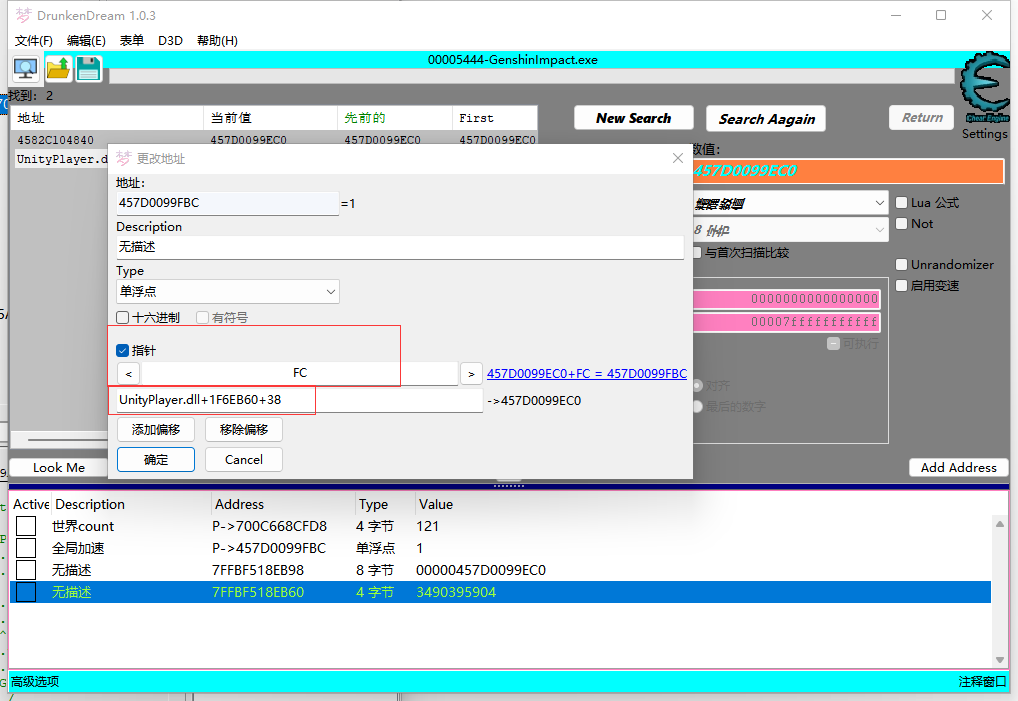 梦 DrunkenDream 1.0.3
文件(F) 编辑(E) 表单 D3D 帮助(H)
00005444-GenshinImpact.exe
找到: 2
地址 当前值 先前的 First
4582C104840 457D0099EC0 457D0099EC0 457D0099EC0
UnityPlayer.d
New Search Search Aagain Return
Cheat Engine
Settings
数值:
457D0099EC0
Lua 公式
Not
与首次扫描比较
Unrandomizer
启用变速
0000000000000000
00007fffffffffff
可执行
对齐
最后的数字
梦 更改地址
地址:
457D0099FBC =1
Description
无描述
Type
单浮点
十六进制 有符号
指针
< FC > 457D0099EC0+FC = 457D0099FBC
UnityPlayer.dll+1F6EB60+38 ->457D0099EC0
添加偏移 移除偏移
确定 Cancel
Look Me Add Address
Active Description Address Type Value
世界count P->700C668CFD8 4 字节 121
全局加速 P->457D0099FBC 单浮点 1
无描述 7FFBF518EB98 8 字节 00000457D0099EC0
无描述 7FFBF518EB60 4 字节 3490395904
高级选项 注释窗口